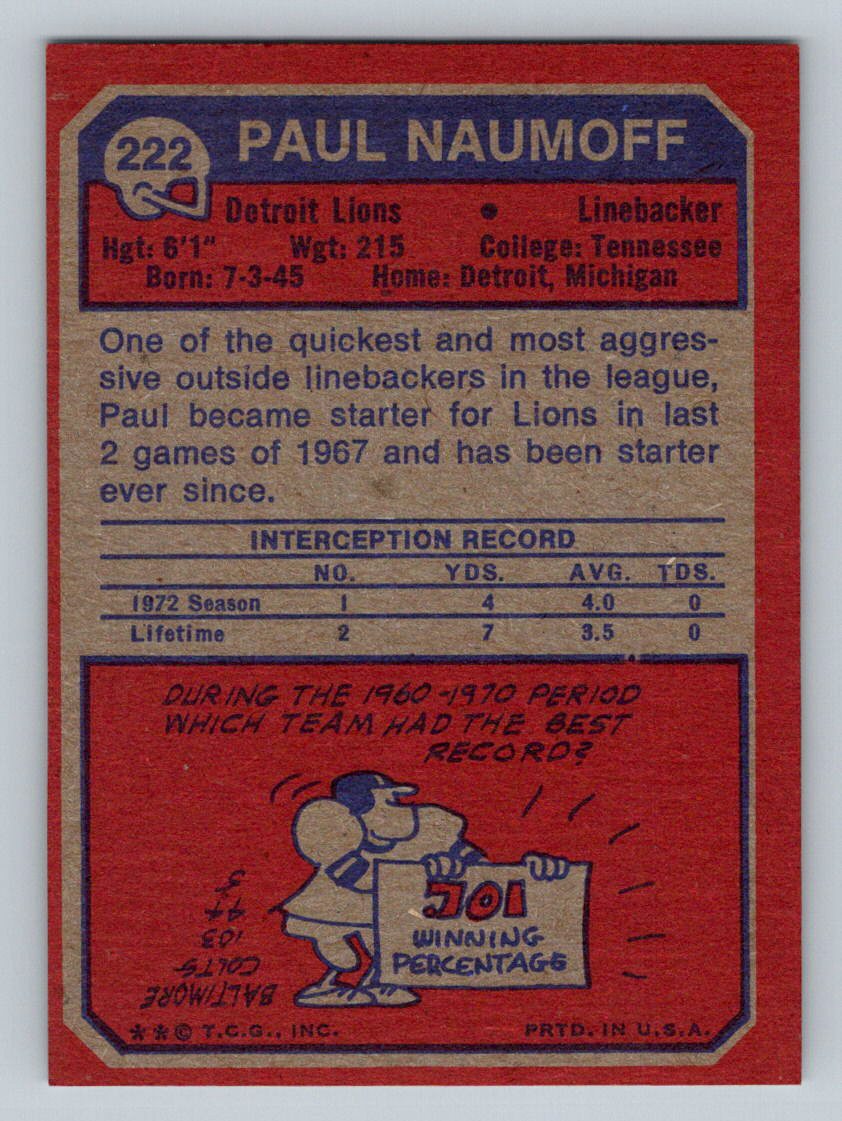 222
PAUL NAUMOFF
Detroit Lions • Linebacker
Hgt: 6'1" Wgt: 215 College: Tennessee
Born: 7-3-45 Home: Detroit, Michigan
One of the quickest and most aggres-
sive outside linebackers in the league,
Paul became starter for Lions in last
2 games of 1967 and has been starter
ever since.
INTERCEPTION RECORD
NO. YDS. AVG. TDS.
1972 Season 1 4 4.0 0
Lifetime 2 7 3.5 0
DURING THE 1960-1970 PERIOD
WHICH TEAM HAD THE BEST
RECORD?
.701
WINNING
PERCENTAGE
BALTIMORE
COLTS
103
44
5
**© T.C.G., INC. PRTD. IN U.S.A.